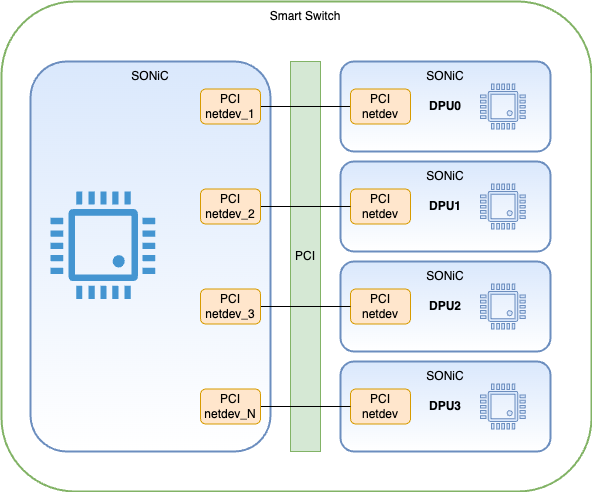 Smart Switch
SONiC
PCI
netdev_1
PCI
netdev_2
PCI
netdev_3
PCI
netdev_N
PCI
SONiC
PCI
netdev
DPU0
SONiC
PCI
netdev
DPU1
SONiC
PCI
netdev
DPU2
SONiC
PCI
netdev
DPU3